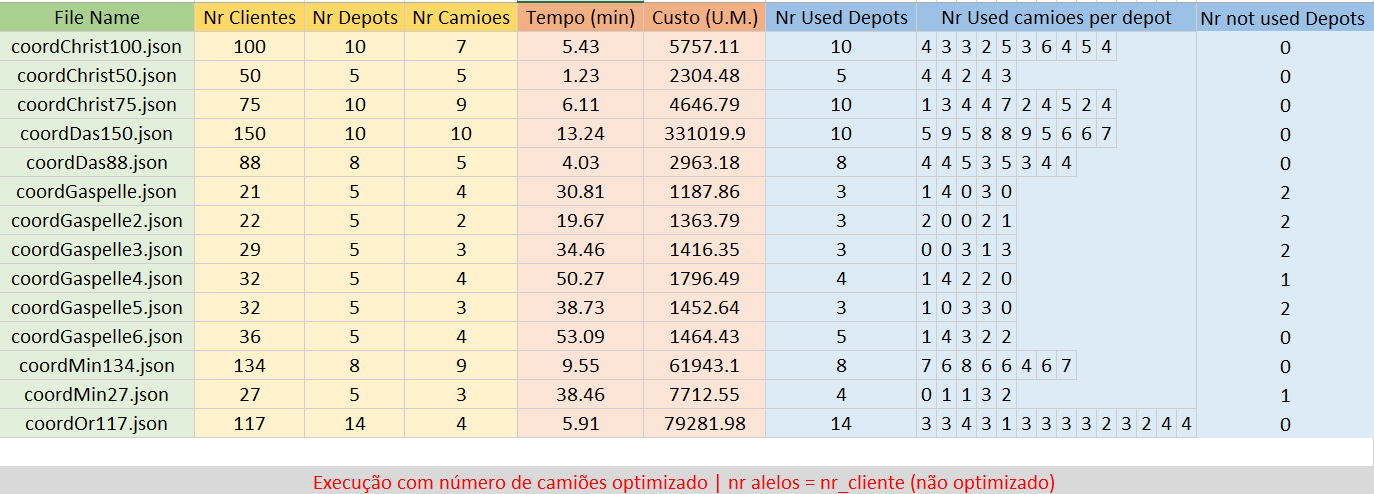 File Name Nr Clientes Nr Depots Nr Camioes Tempo (min) Custo (U.M.) Nr Used Depots Nr Used camioes per depot Nr not used Depots
coordChrist100.json 100 10 7 5.43 5757.11 10 4 3 3 2 5 3 6 4 5 4 0
coordChrist50.json 50 5 5 1.23 2304.48 5 4 4 2 4 3 0
coordChrist75.json 75 10 9 6.11 4646.79 10 1 3 4 4 7 2 4 5 2 4 0
coordDas150.json 150 10 10 13.24 331019.9 10 5 9 5 8 8 9 5 6 6 7 0
coordDas88.json 88 8 5 4.03 2963.18 8 4 4 5 3 5 3 4 4 0
coordGaspelle.json 21 5 4 30.81 1187.86 3 1 4 0 3 0 2
coordGaspelle2.json 22 5 2 19.67 1363.79 3 2 0 0 2 1 2
coordGaspelle3.json 29 5 3 34.46 1416.35 3 0 0 3 1 3 2
coordGaspelle4.json 32 5 4 50.27 1796.49 4 1 4 2 2 0 1
coordGaspelle5.json 32 5 3 38.73 1452.64 3 1 0 3 3 0 2
coordGaspelle6.json 36 5 4 53.09 1464.43 5 1 4 3 2 2 0
coordMin134.json 134 8 9 9.55 61943.1 8 7 6 8 6 6 4 6 7 0
coordMin27.json 27 5 3 38.46 7712.55 4 0 1 1 3 2 1
coordOr117.json 117 14 4 5.91 79281.98 14 3 3 4 3 1 3 3 3 3 2 3 2 4 4 0
Execução com número de camiões optimizado | nr alelos = nr_cliente (não optimizado)